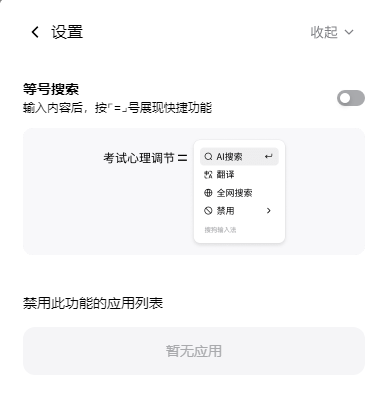 设置
收起
等号搜索
输入内容后，按「=」号展现快捷功能
考试心理调节=
AI搜索
翻译
全网搜索
禁用
搜狗输入法
禁用此功能的应用列表
暂无应用